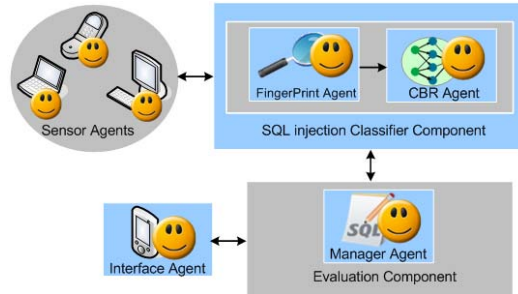 Sensor Agents
FingerPrint Agent
CBR Agent
SQL injection Classifier Component
SQL
Manager Agent
Interface Agent
Evaluation Component